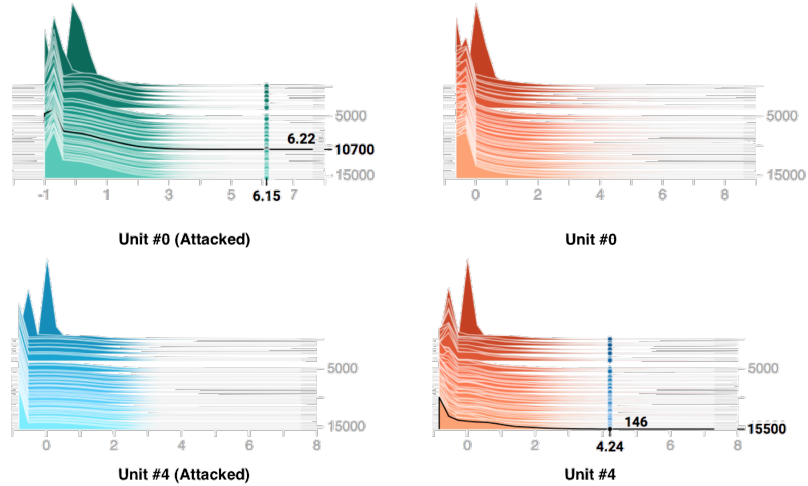 5000
6.22
10700
15000
-1 1 3 5 7
6.15
Unit #0 (Attacked)
5000
15000
0 2 4 6 8
Unit #0
5000
15000
0 2 4 6 8
Unit #4 (Attacked)
5000
146
15500
0 2 6 8
4.24
Unit #4